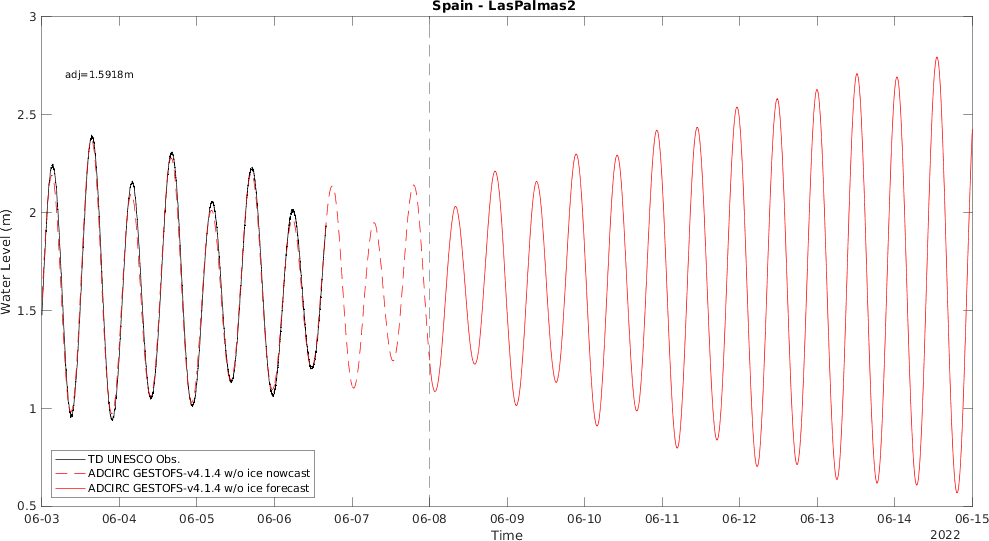 Spain - LasPalmas2
adj=1.5918m
Water Level (m)
3
2.5
2
1.5
1
0.5
TD UNESCO Obs.
ADCIRC GESTOFS-v4.1.4 w/o ice nowcast
ADCIRC GESTOFS-v4.1.4 w/o ice forecast
06-03 06-04 06-05 06-06 06-07 06-08 06-09 06-10 06-11 06-12 06-13 06-14 06-15
Time
2022